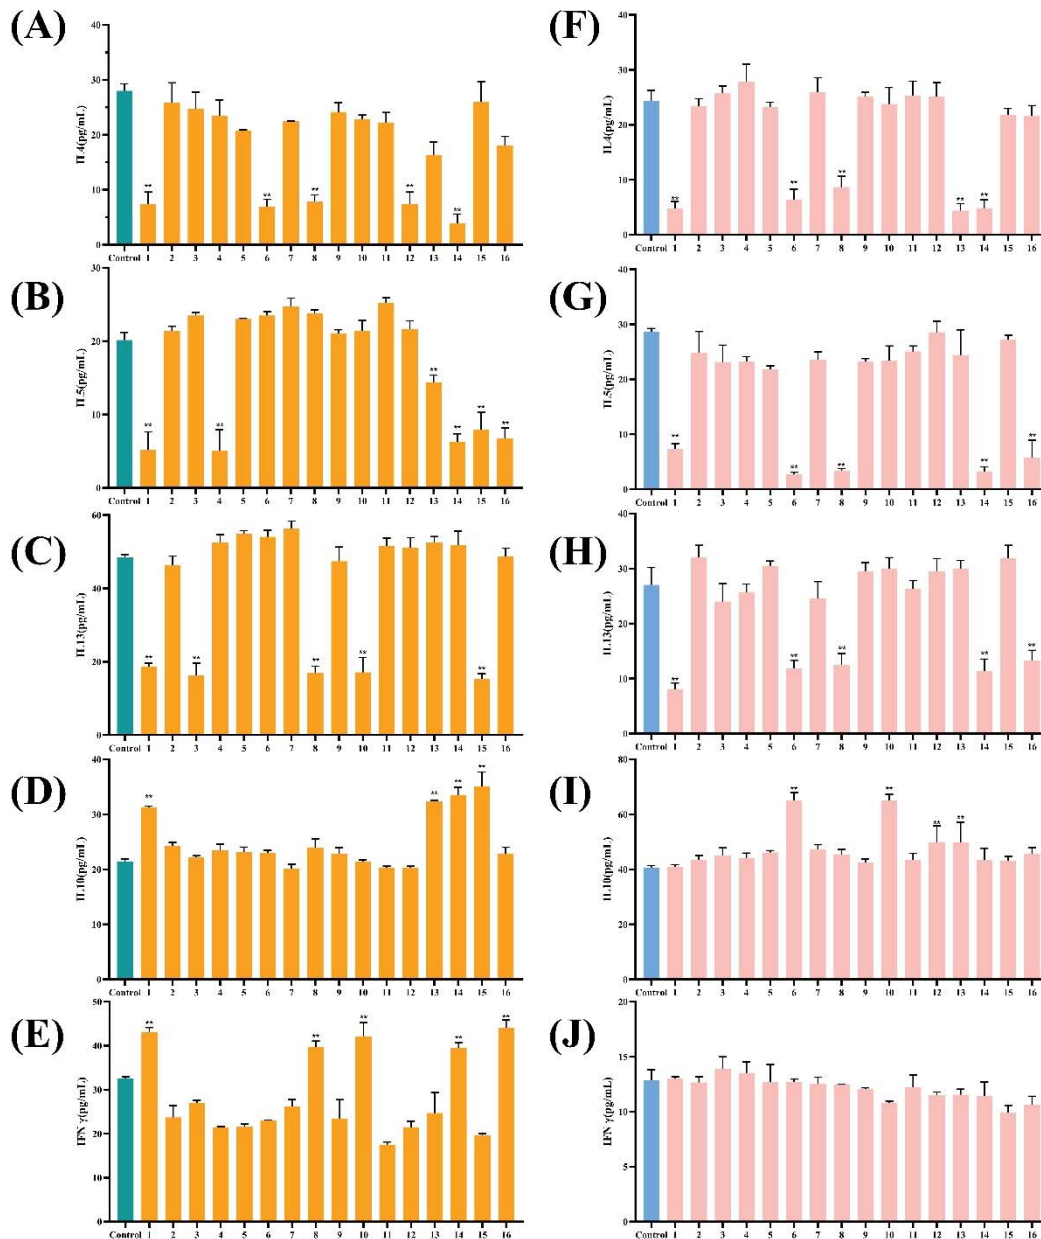 (A)
IL4(pg/mL)
40
30
20
10
0
** ** ** ** **
Control 1 2 3 4 5 6 7 8 9 10 11 12 13 14 15 16
(B)
IL5(pg/mL)
30
20
10
0
** ** ** ** ** **
Control 1 2 3 4 5 6 7 8 9 10 11 12 13 14 15 16
(C)
IL13(pg/mL)
60
40
20
0
** ** ** ** **
Control 1 2 3 4 5 6 7 8 9 10 11 12 13 14 15 16
(D)
IL10(pg/mL)
40
30
20
10
0
** ** ** **
Control 1 2 3 4 5 6 7 8 9 10 11 12 13 14 15 16
(E)
IFN γ(pg/mL)
50
40
30
20
10
0
** ** ** ** **
Control 1 2 3 4 5 6 7 8 9 10 11 12 13 14 15 16
(F)
IL4(pg/mL)
40
30
20
10
0
** ** ** ** **
Control 1 2 3 4 5 6 7 8 9 10 11 12 13 14 15 16
(G)
IL5(pg/mL)
40
30
20
10
0
** ** ** ** **
Control 1 2 3 4 5 6 7 8 9 10 11 12 13 14 15 16
(H)
IL13(pg/mL)
40
30
20
10
0
** ** ** ** **
Control 1 2 3 4 5 6 7 8 9 10 11 12 13 14 15 16
(I)
IL10(pg/mL)
80
60
40
20
0
** ** ** **
Control 1 2 3 4 5 6 7 8 9 10 11 12 13 14 15 16
(J)
IFN γ(pg/mL)
20
15
10
5
0
Control 1 2 3 4 5 6 7 8 9 10 11 12 13 14 15 16